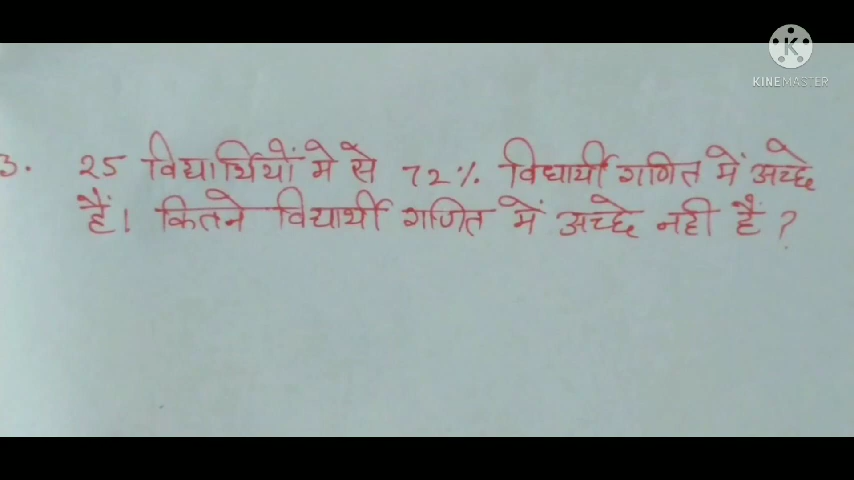 KINEMASTER
3. 25 विद्यार्थियों मे से 72% विद्यार्थी गणित में अच्छे
हैं। कितने विद्यार्थी गणित में अच्छे नही हैं ?